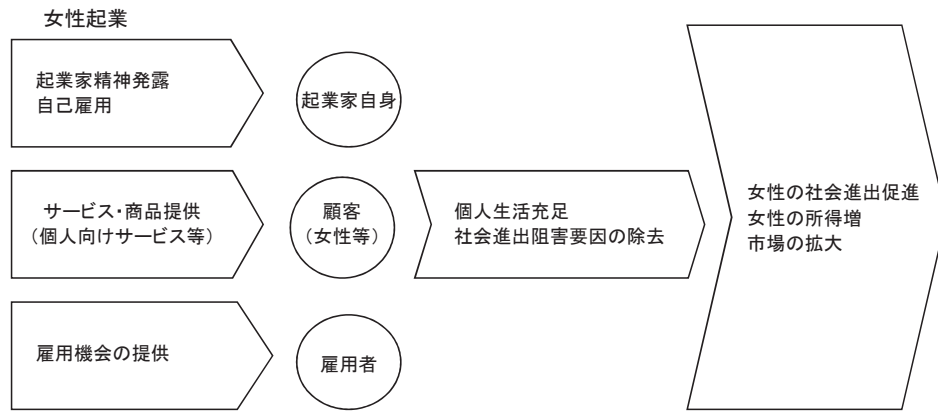 女性起業
起業家精神発露
自己雇用
起業家自身
サービス・商品提供
（個人向けサービス等）
顧客
（女性等）
個人生活充足
社会進出阻害要因の除去
雇用機会の提供
雇用者
女性の社会進出促進
女性の所得増
市場の拡大